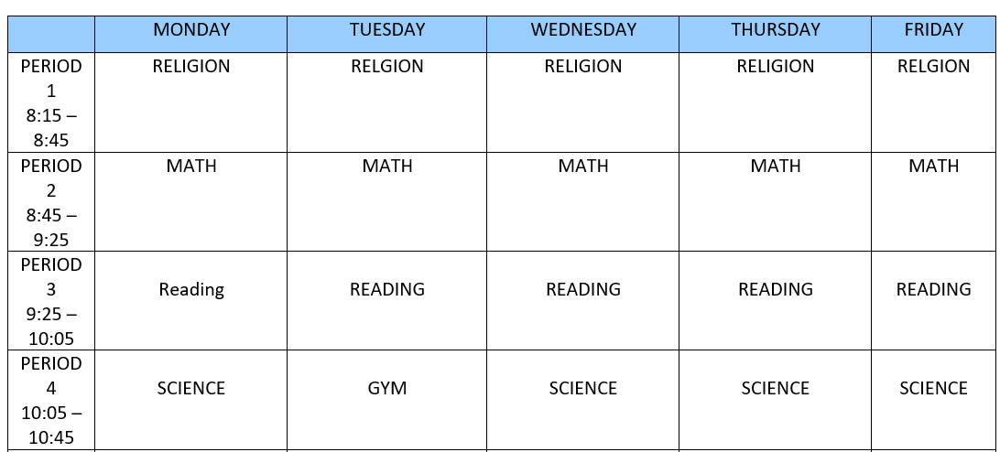 MONDAY TUESDAY WEDNESDAY THURSDAY FRIDAY
PERIOD RELIGION RELGION RELIGION RELIGION RELGION
1
8:15 –
8:45
PERIOD MATH MATH MATH MATH MATH
2
8:45 –
9:25
PERIOD
3 Reading READING READING READING READING
9:25 –
10:05
PERIOD
4 SCIENCE GYM SCIENCE SCIENCE SCIENCE
10:05 –
10:45